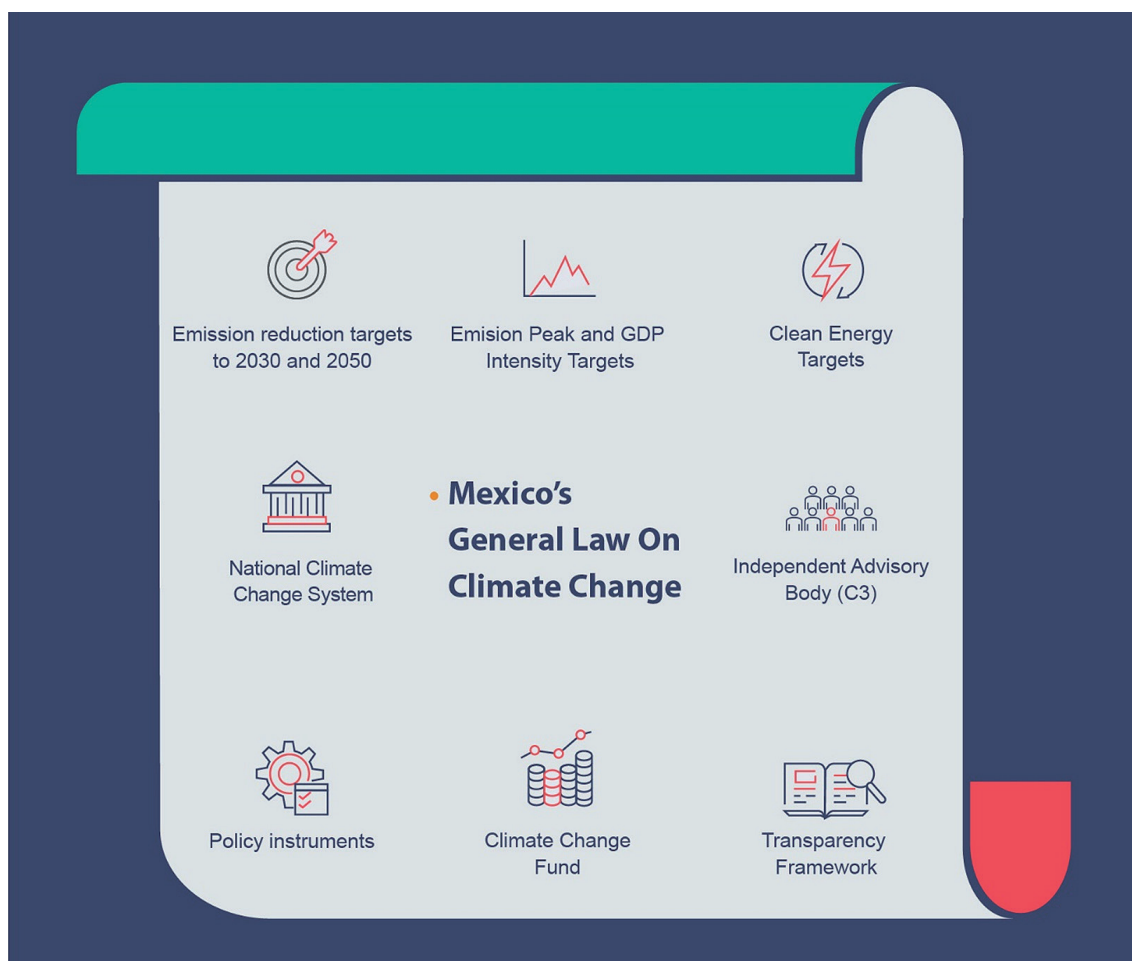 Emission reduction targets
to 2030 and 2050
Emision Peak and GDP
Intensity Targets
Clean Energy
Targets
National Climate
Change System
• Mexico’s
General Law On
Climate Change
Independent Advisory
Body (C3)
Policy instruments
Climate Change
Fund
Transparency
Framework